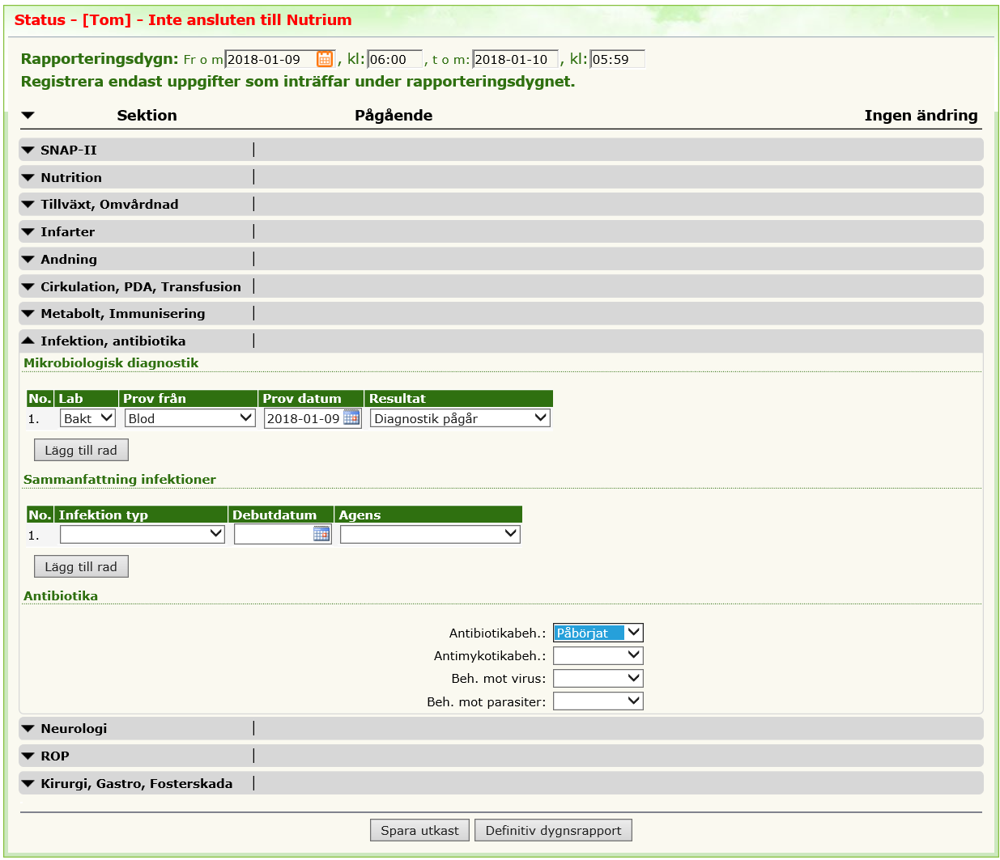 Status - [Tom] - Inte ansluten till Nutrium
Rapporteringsdygn: Fr o m 2018-01-09 , kl: 06:00 , t o m: 2018-01-10 , kl: 05:59
Registrera endast uppgifter som inträffar under rapporteringsdygnet.
Sektion Pågående Ingen ändring
SNAP-II
Nutrition
Tillväxt, Omvårdnad
Infarter
Andning
Cirkulation, PDA, Transfusion
Metabolt, Immunisering
Infektion, antibiotika
Mikrobiologisk diagnostik
No. Lab Prov från Prov datum Resultat
1. Bakt Blod 2018-01-09 Diagnostik pågår
Lägg till rad
Sammanfattning infektioner
No. Infektion typ Debutdatum Agens
1.
Lägg till rad
Antibiotika
Antibiotikabeh.: Påbörjat
Antimykotikabeh.:
Beh. mot virus:
Beh. mot parasiter:
Neurologi
ROP
Kirurgi, Gastro, Fosterskada
Spara utkast Definitiv dygnsrapport